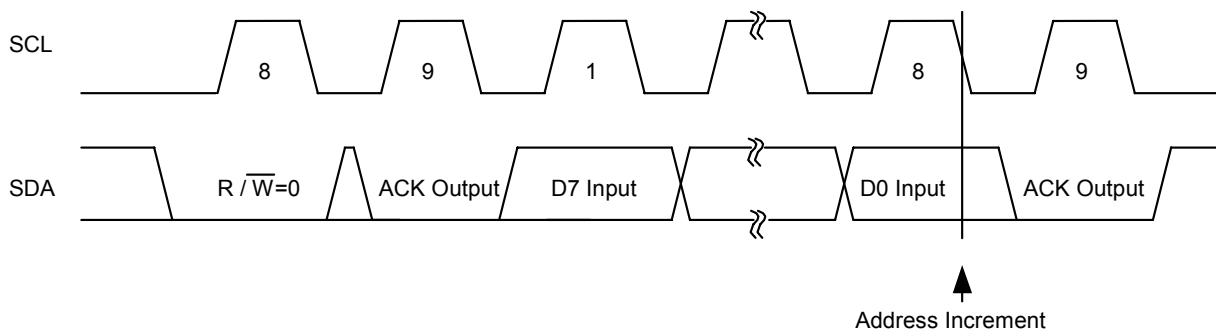 SCL
8
9
1
8
9
SDA
R / W̅=0
ACK Output
D7 Input
D0 Input
ACK Output
Address Increment